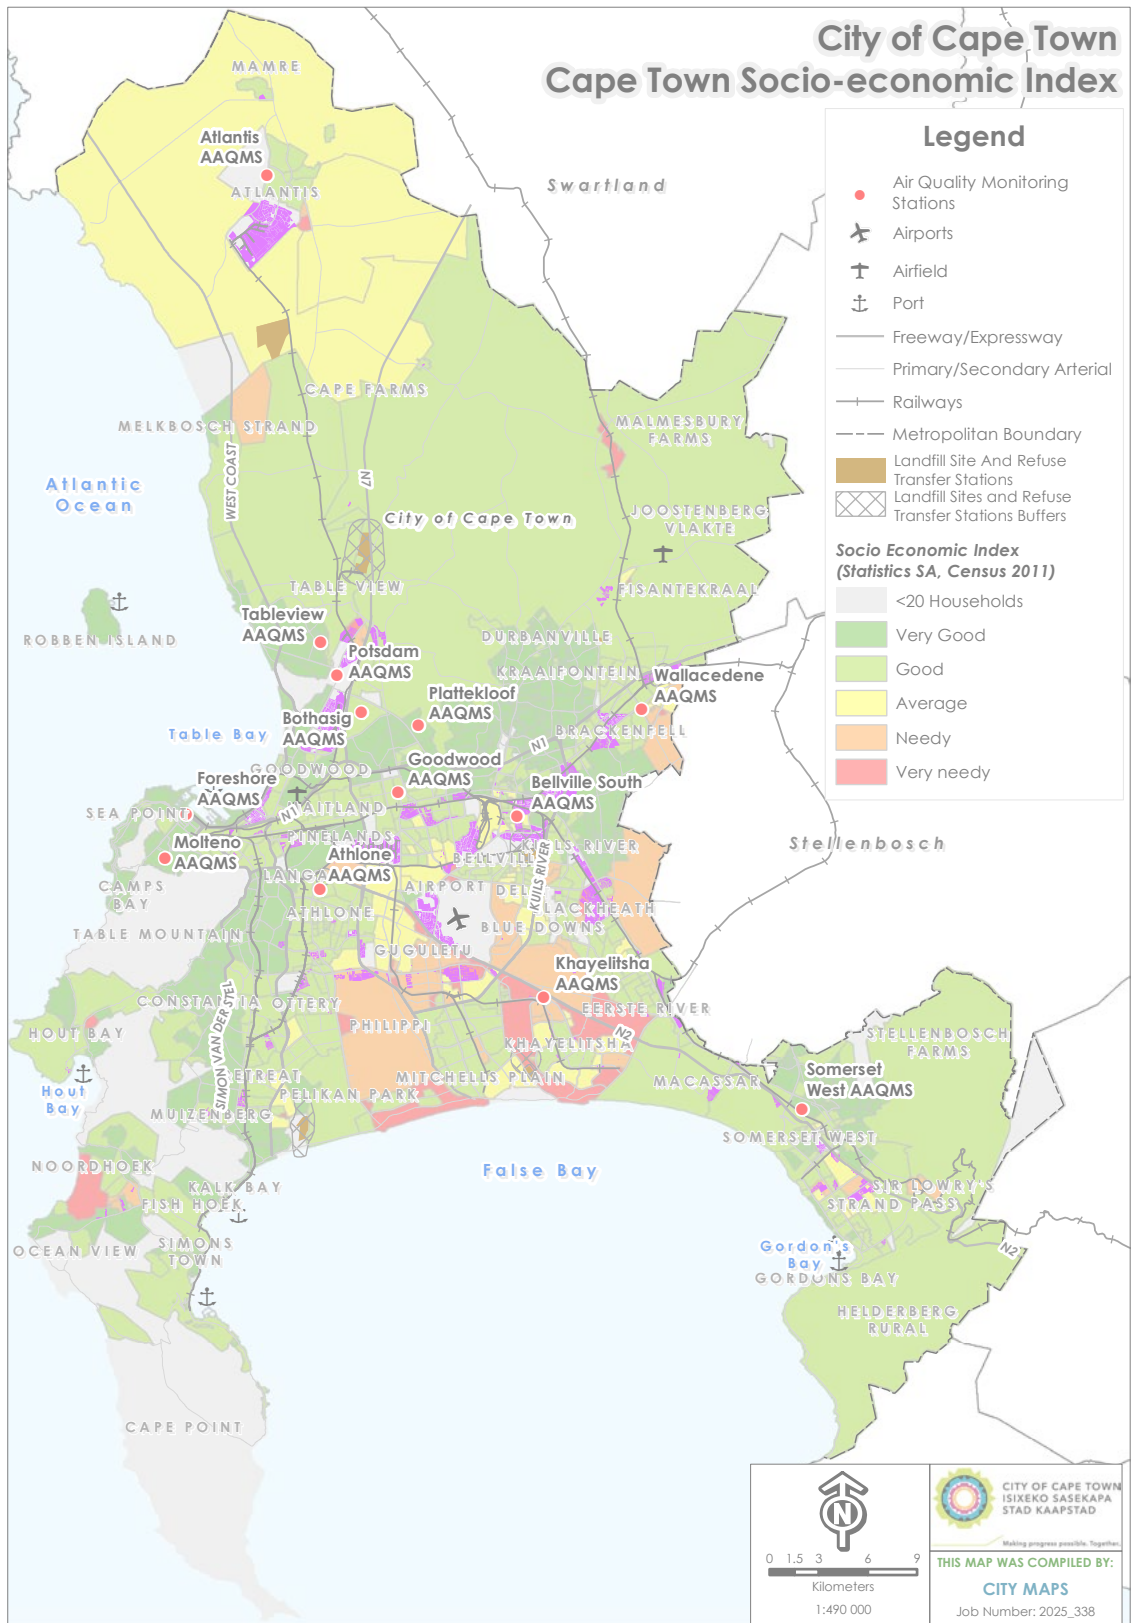 City of Cape Town
Cape Town Socio-economic Index
Legend
Air Quality Monitoring
Stations
Airports
Airfield
Port
Freeway/Expressway
Primary/Secondary Arterial
Railways
Metropolitan Boundary
Landfill Site And Refuse
Transfer Stations
Landfill Sites and Refuse
Transfer Stations Buffers
Socio Economic Index
(Statistics SA, Census 2011)
<20 Households
Very Good
Good
Average
Needy
Very needy
MAMRE
Atlantis
AAQMS
ATLANTIS
Swartland
CAPE FARMS
MELKBOSCH STRAND
MALMESBURY
FARMS
WEST COAST
N7
Atlantic
Ocean
City of Cape Town
JOOSTENBERG
VLAKTE
TABLE VIEW
FISANTEKRAAL
ROBBEN ISLAND
Tableview
AAQMS
DURBANVILLE
Potsdam
AAQMS
KRAAIFONTEIN
Wallacedene
AAQMS
Plattekloof
AAQMS
Bothasig
AAQMS
Table Bay
BRACKENFELL
N1
GOODWOOD
Goodwood
AAQMS
Foreshore
AAQMS
Bellville South
AAQMS
SEA POINT
N1
MAITLAND
PINELANDS
Molteno
AAQMS
Athlone
AAQMS
BELLVILL
KUILS RIVER
Stellenbosch
LANGA
CAMPS
BAY
AIRPORT
DEL
KUILS RIVER
ATHLONE
LACKHEATH
TABLE MOUNTAIN
BLUE DOWNS
GUGULETU
Khayelitsha
AAQMS
CONSTANTIA
OTTERY
EERSTE RIVER
SIMON VAN DER STEL
HOUT BAY
PHILIPPI
N2
KHAYELITSHA
STELLENBOSCH
FARMS
Hout
Bay
ETREAT
MITCHELLS PLAIN
MACASSAR
Somerset
West AAQMS
PELIKAN PARK
MUIZENBERG
SOMERSET WEST
NOORDHOEK
False Bay
KALK BAY
SIR LOWRY'S
FISH HOEK
STRAND PASS
OCEAN VIEW
SIMONS
TOWN
Gordon's
Bay
N2
GORDONS BAY
HELDERBERG
RURAL
CAPE POINT
N
0 1.5 3 6 9
Kilometers
1:490 000
CITY OF CAPE TOWN
ISIXEKO SASEKAPA
STAD KAAPSTAD
Making progress possible. Together.
THIS MAP WAS COMPILED BY:
CITY MAPS
Job Number: 2025_338